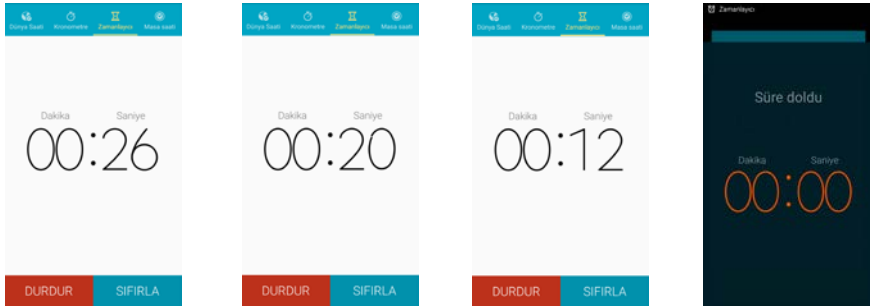 Dünya Saati Kronometre Zamanlayıcı Masa saati
Dakika Saniye
00:26
DURDUR SIFIRLA
Dünya Saati Kronometre Zamanlayıcı Masa saati
Dakika Saniye
00:20
DURDUR SIFIRLA
Dünya Saati Kronometre Zamanlayıcı Masa saati
Dakika Saniye
00:12
DURDUR SIFIRLA
Zamanlayıcı
Süre doldu
Dakika Saniye
00:00